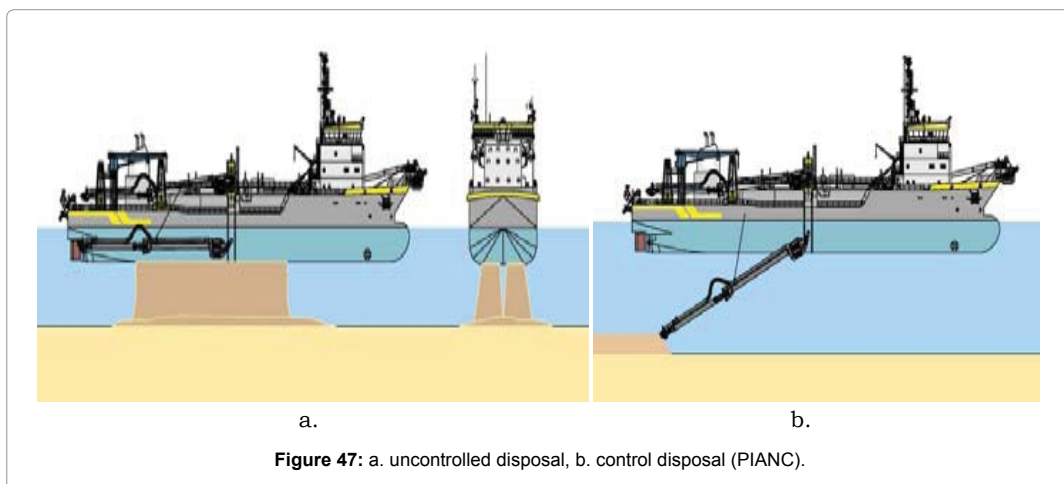 a.
b.
Figure 47: a. uncontrolled disposal, b. control disposal (PIANC).